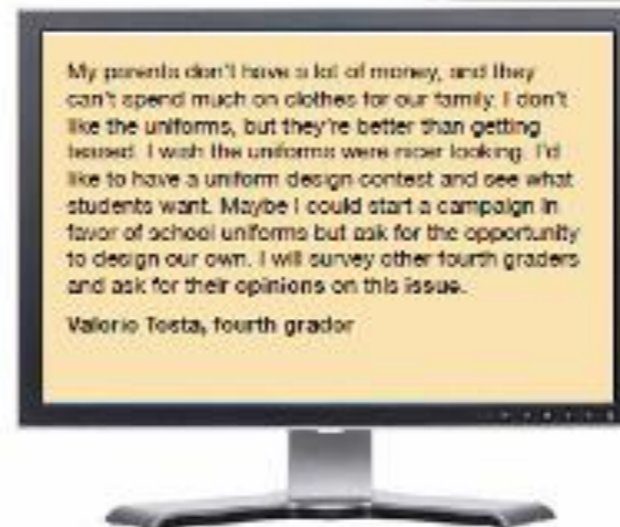 My parents don't have a lot of money, and they
can't spend much on clothes for our family. I don't
like the uniforms, but they're better than getting
teased. I wish the uniforms were nicer looking. I'd
like to have a uniform design contest and see what
students want. Maybe I could start a campaign in
favor of school uniforms but ask for the opportunity
to design our own. I will survey other fourth graders
and ask for their opinions on this issue.
Valerie Testa, fourth grader